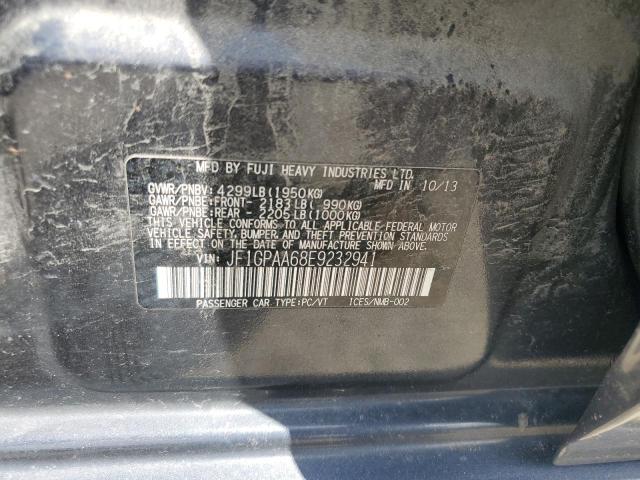 MFD BY FUJI HEAVY INDUSTRIES LTD.
GVWR/PNBV: 4299LB(1950KG) MFD IN 10/13
GAWR/PNBE:FRONT- 2183LB( 990KG)
GAWR/PNBE:REAR - 2205LB(1000KG)
THIS VEHICLE CONFORMS TO ALL APPLICABLE FEDERAL MOTOR
VEHICLE SAFETY,BUMPER,AND THEFT PREVENTION STANDARDS
IN EFFECT ON THE DATE OF MANUFACTURE SHOWN ABOVE.
VIN: JF1GPAA68E9232941
PASSENGER CAR TYPE:PC/VT ICES/NMB-002